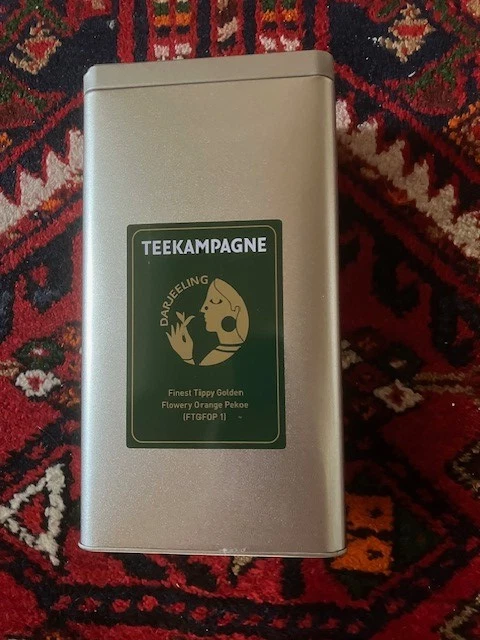 TEEKAMPAGNE
DARJEELING
Finest Tippy Golden
Flowery Orange Pekoe
(FTGFOP 1)